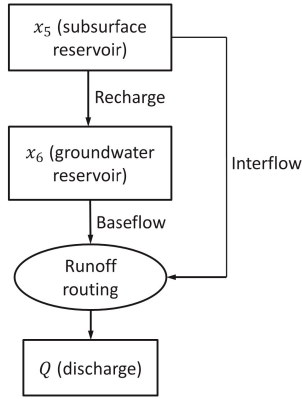 x₅ (subsurface
reservoir)
Recharge
x₆ (groundwater
reservoir)
Interflow
Baseflow
Runoff
routing
Q (discharge)